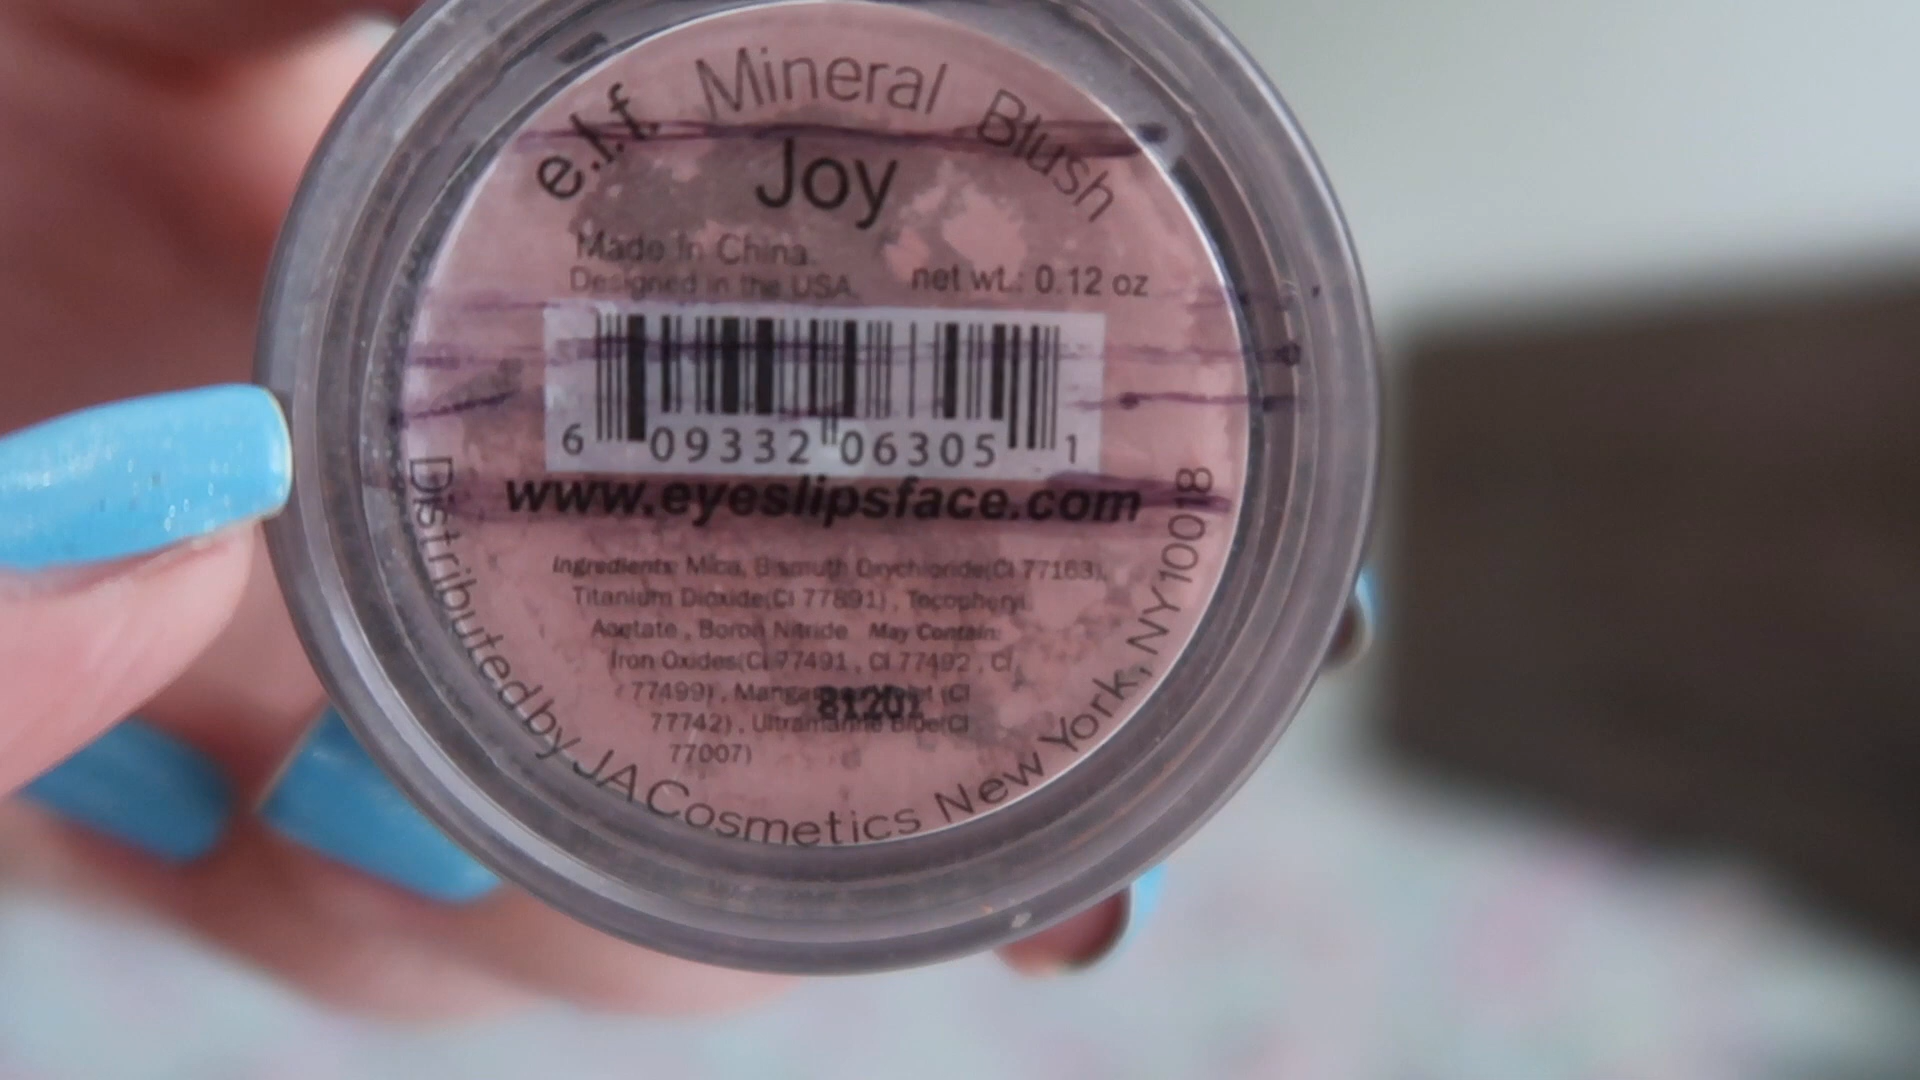 e.l.f. Mineral Blush
Joy
Made in China.
Designed in the USA.
net wt.: 0.12 oz
6 09332 06305 1
www.eyeslipsface.com
Ingredients: Mica, Bismuth Oxychloride(CI 77163),
Titanium Dioxide(CI 77891) , Tocopheryl
Acetate , Boron Nitride May Contain:
Iron Oxides(CI 77491 , CI 77492 , CI
77499) , Manganese Violet (CI
77742) , Ultramarine Blue(CI
77007)
81201
Distributed by JA Cosmetics New York, NY 10018